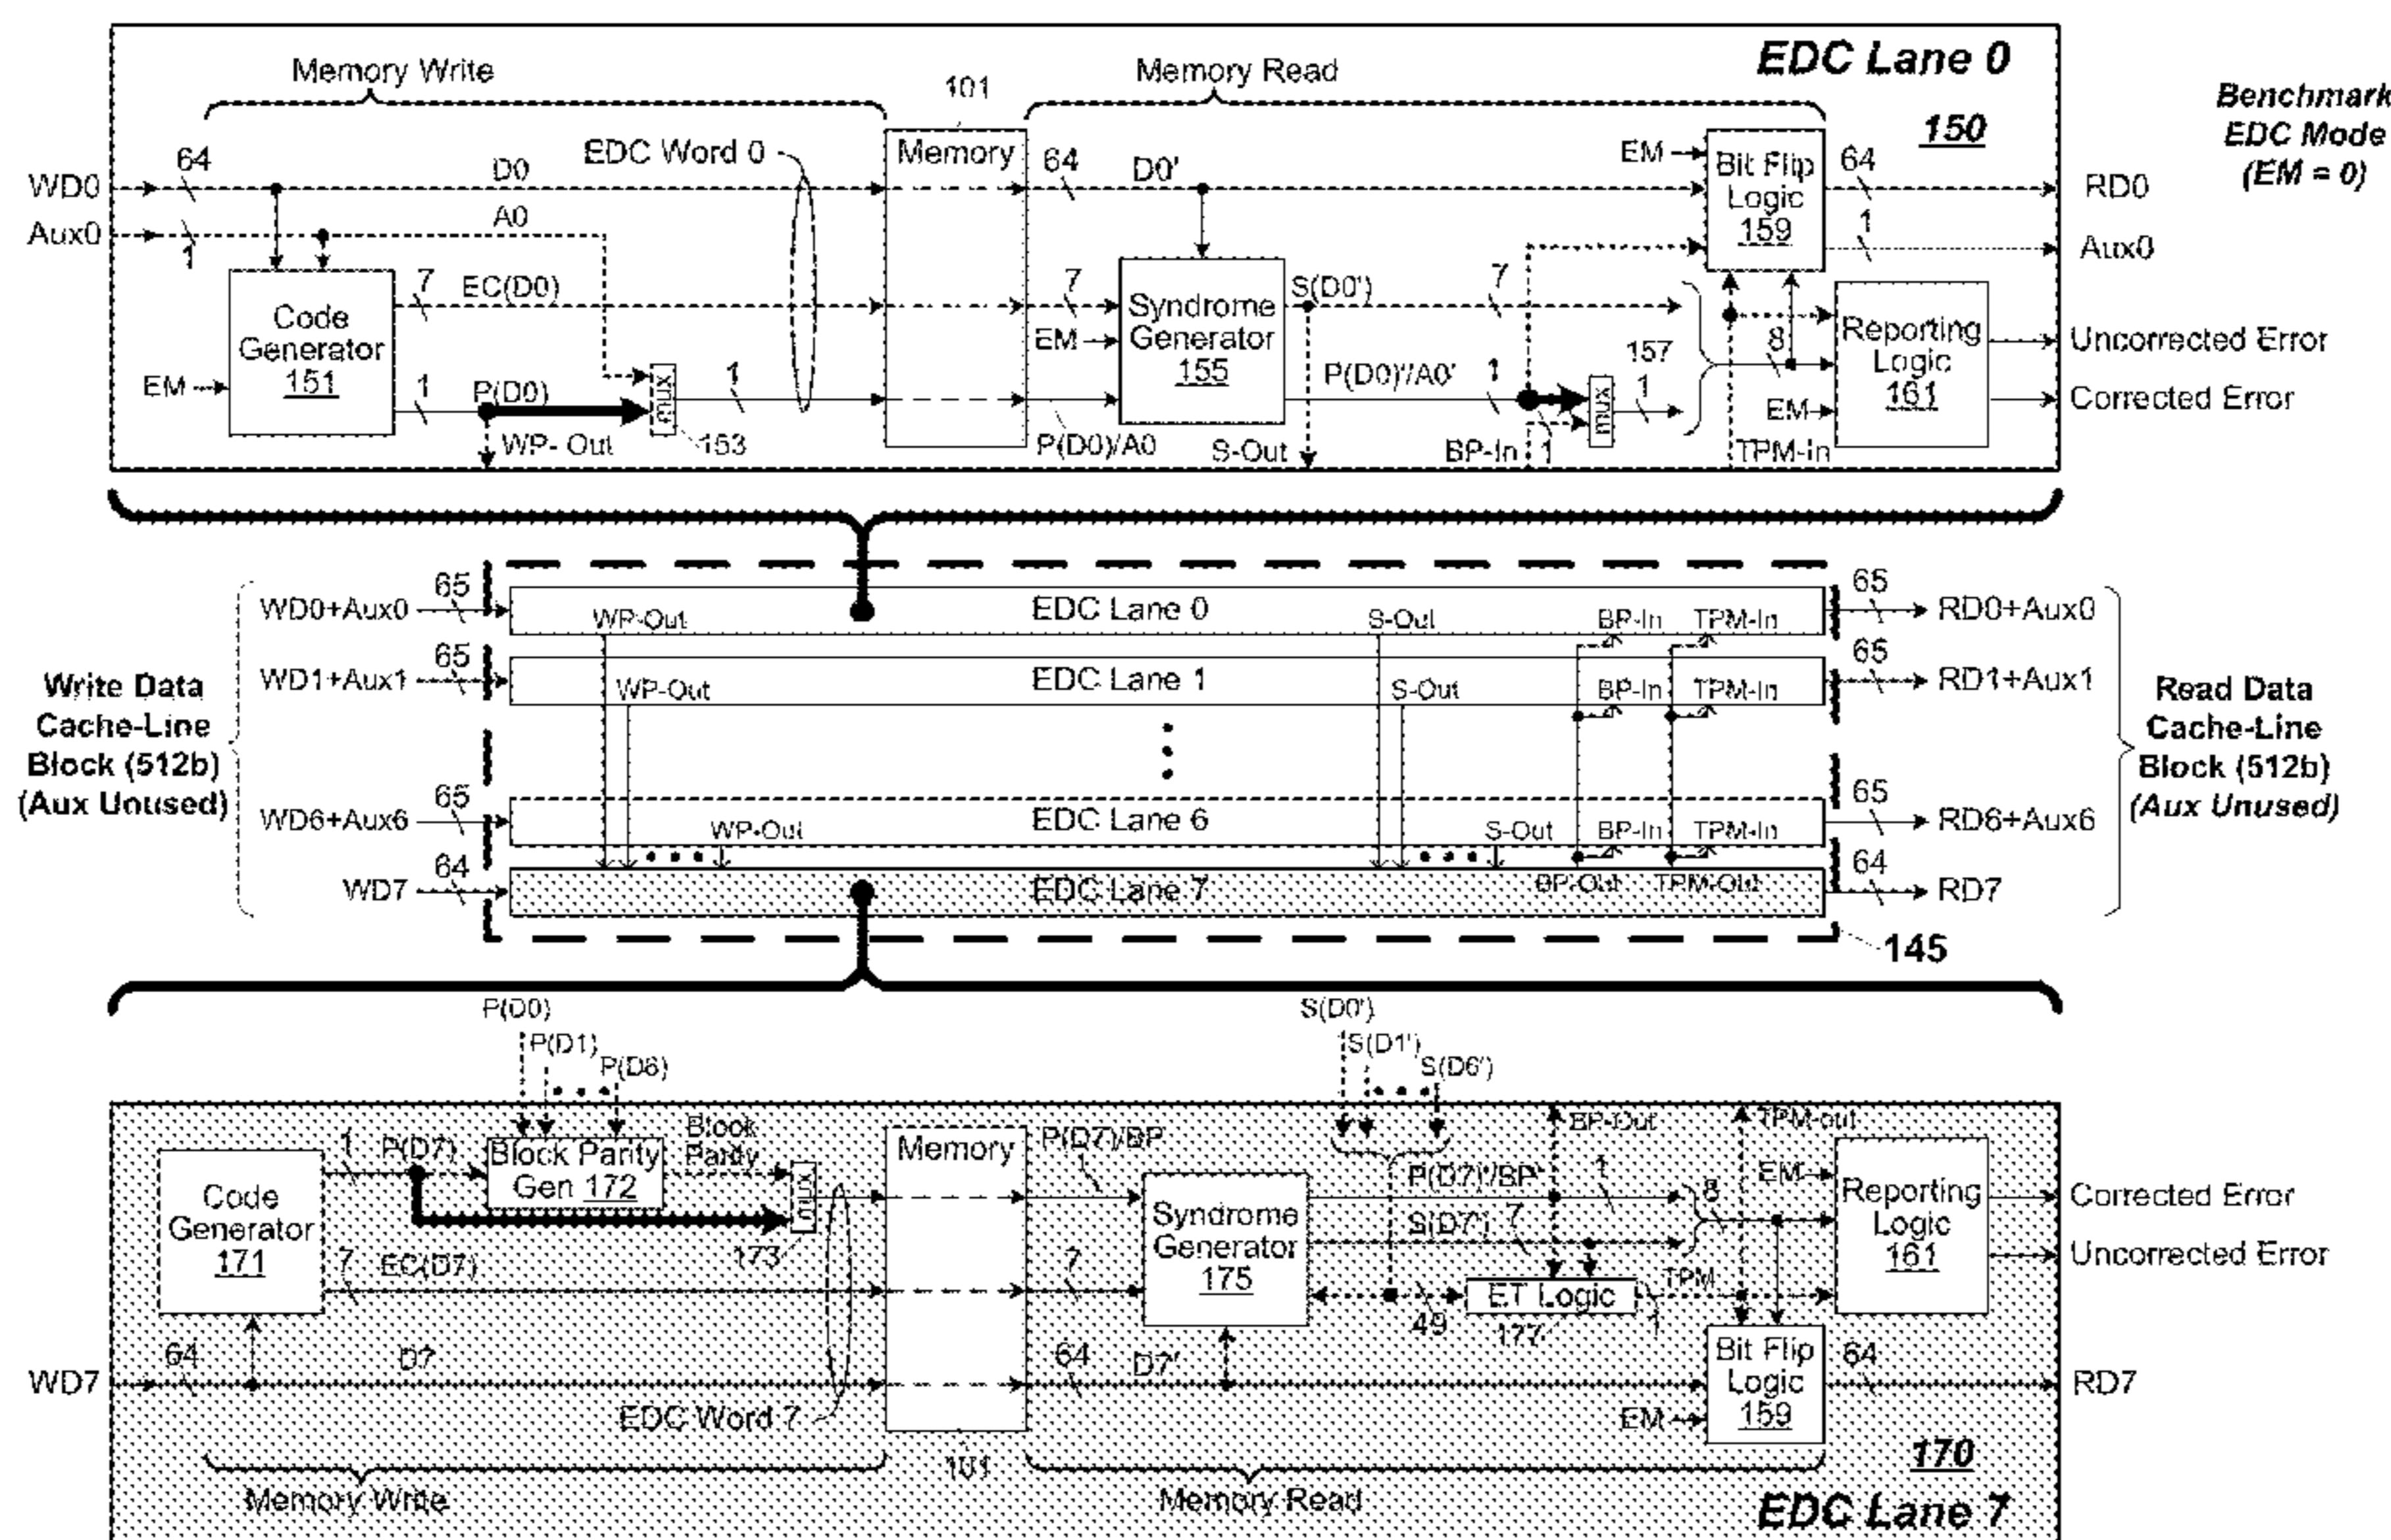 EDC Lane 0
150
Benchmark
EDC Mode
(EM = 0)
Memory Write
101
Memory Read
WD0
64
D0
EDC Word 0
Memory
64
D0'
EM
Bit Flip
Logic
159
64
RD0
Aux0
1
A0
1
Aux0
Code
Generator
151
EM
7
EC(D0)
7
EM
Syndrome
Generator
155
S(D0')
7
Reporting
Logic
161
Uncorrected Error
8
1
P(D0)
mux
1
P(D0)'/A0'
1
157
mux
1
EM
Corrected Error
WP- Out
153
P(D0)/A0
S-Out
BP-In
1
TPM-In
Write Data
Cache-Line
Block (512b)
(Aux Unused)
WD0+Aux0
65
WP-Out
EDC Lane 0
S-Out
BP-In
TPM-In
65
RD0+Aux0
WD1+Aux1
65
WP-Out
EDC Lane 1
S-Out
BP-In
TPM-In
65
RD1+Aux1
WD6+Aux6
65
WP-Out
EDC Lane 6
S-Out
BP-In
TPM-In
65
RD6+Aux6
WD7
64
EDC Lane 7
BP-Out
TPM-Out
64
RD7
Read Data
Cache-Line
Block (512b)
(Aux Unused)
145
P(D0)
P(D1)
P(D6)
S(D0')
S(D1')
S(D6')
Code
Generator
171
1
P(D7)
Block Parity
Gen 172
Block
Parity
mux
173
Memory
P(D7)/BP
Syndrome
Generator
175
P(D7)'/BP'
1
BP-Out
TPM-out
8
EM
Reporting
Logic
161
Corrected Error
Uncorrected Error
7
EC(D7)
7
S(D7')
7
49
ET Logic
177
1
TPM
WD7
64
D7
EDC Word 7
64
D7'
EM
Bit Flip
Logic
159
64
RD7
101
Memory Write
Memory Read
170
EDC Lane 7